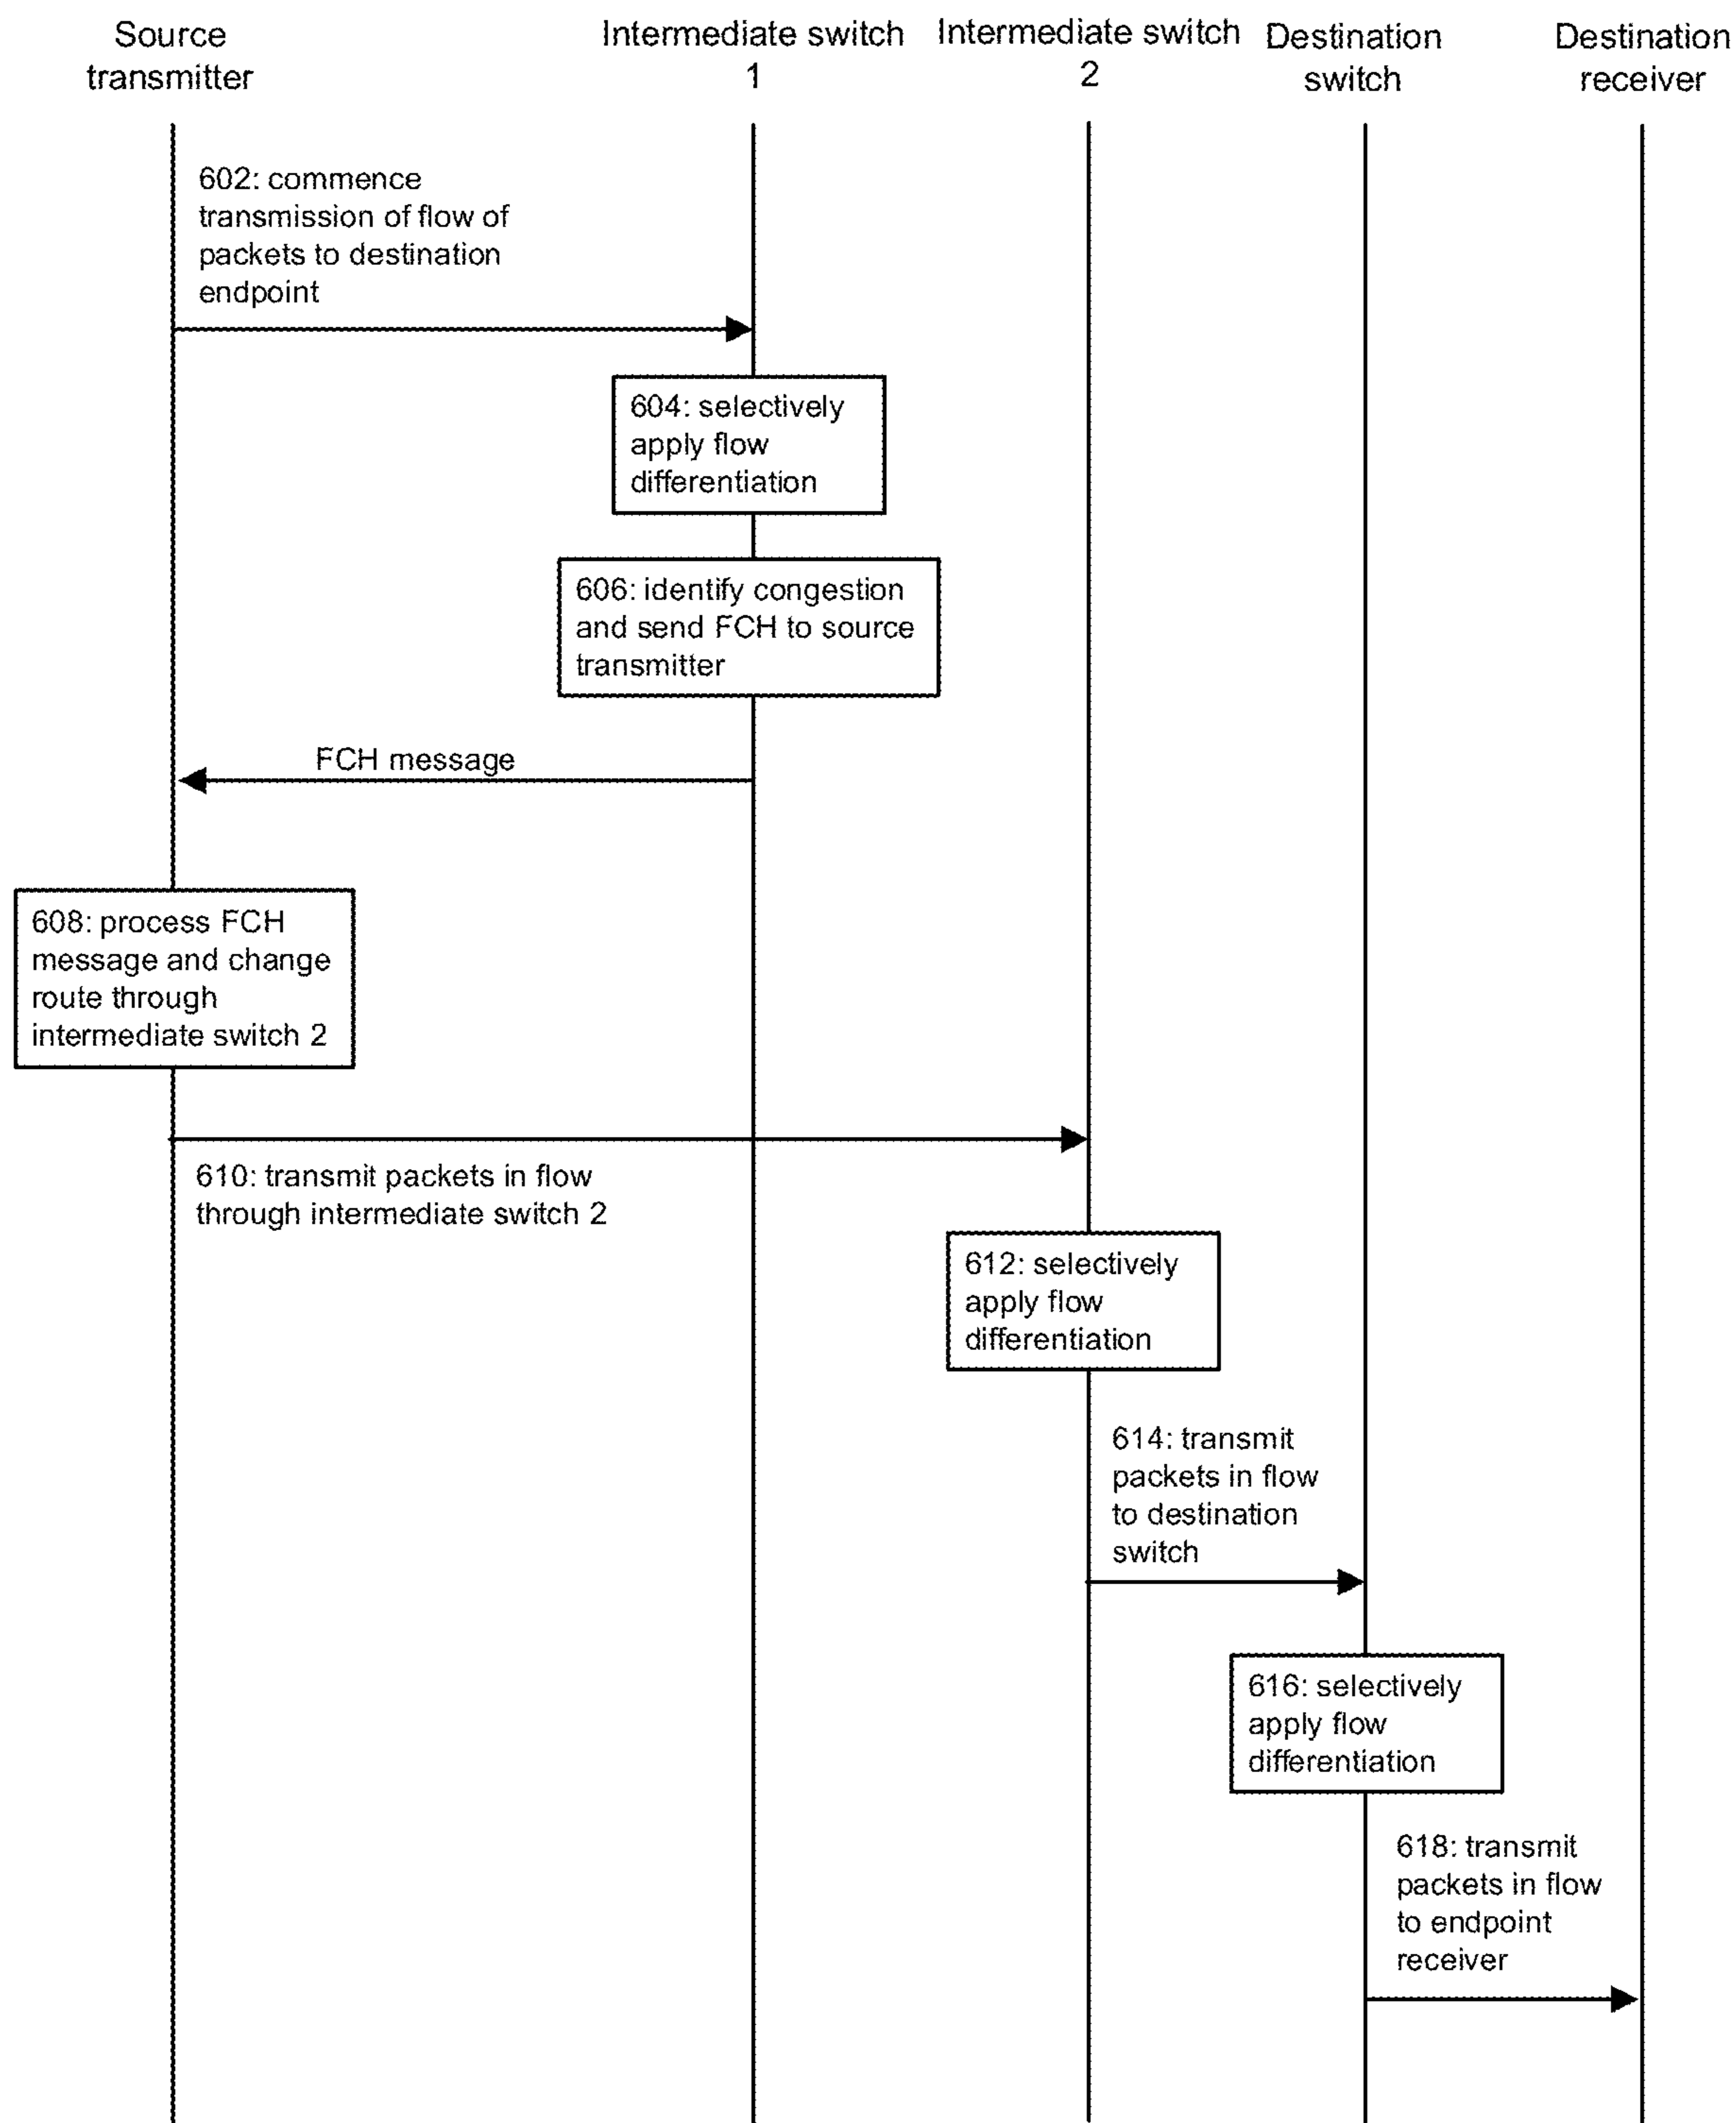 Source
transmitter
Intermediate switch
1
Intermediate switch
2
Destination
switch
Destination
receiver
602: commence
transmission of flow of
packets to destination
endpoint
604: selectively
apply flow
differentiation
606: identify congestion
and send FCH to source
transmitter
FCH message
608: process FCH
message and change
route through
intermediate switch 2
610: transmit packets in flow
through intermediate switch 2
612: selectively
apply flow
differentiation
614: transmit
packets in flow
to destination
switch
616: selectively
apply flow
differentiation
618: transmit
packets in flow
to endpoint
receiver